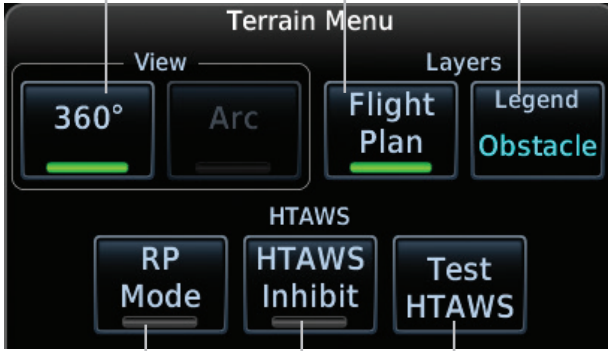 Terrain Menu
View
Layers
360°
Arc
Flight
Plan
Legend
Obstacle
HTAWS
RP
Mode
HTAWS
Inhibit
Test
HTAWS